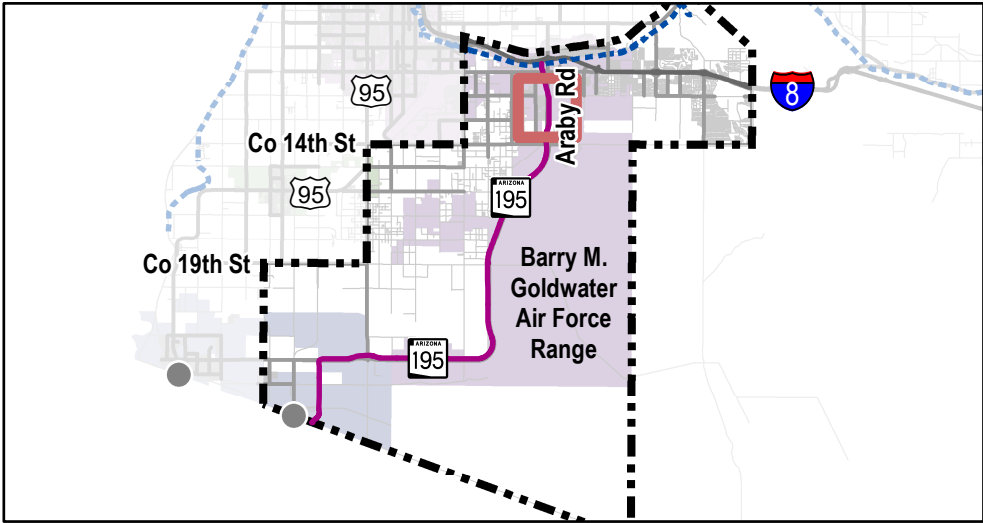 95
8
Araby Rd
Co 14th St
95
ARIZONA
195
Co 19th St
Barry M.
Goldwater
Air Force
Range
ARIZONA
195